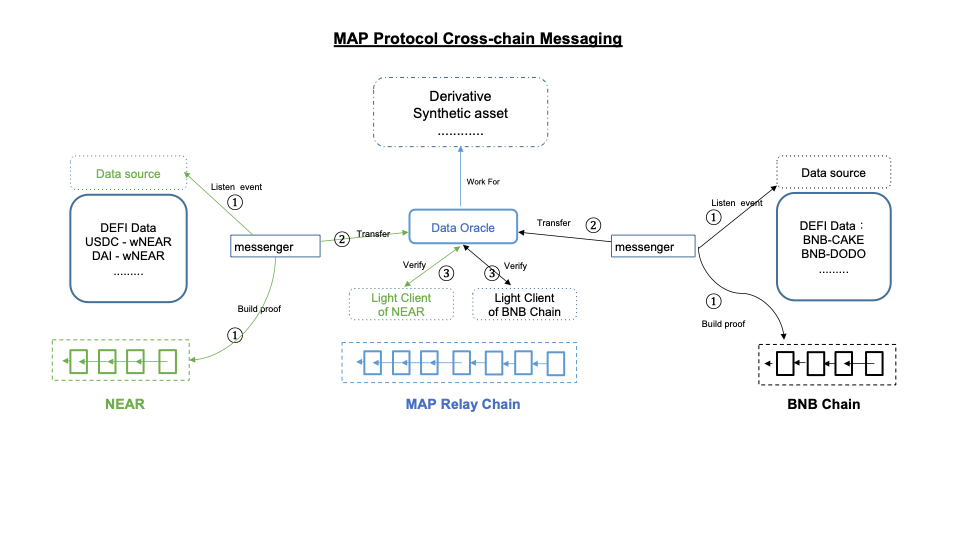 MAP Protocol Cross-chain Messaging
Derivative
Synthetic asset
............
Data source
Listen event
①
DEFI Data
USDC - wNEAR
DAI - wNEAR
.........
messenger
②
Transfer
Work For
Data Oracle
Transfer
②
messenger
Listen event
①
Data source
DEFI Data：
BNB-CAKE
BNB-DODO
.........
Verify
③
③
Verify
Light Client
of NEAR
Light Client
of BNB Chain
Build proof
①
①
Build proof
NEAR
MAP Relay Chain
BNB Chain